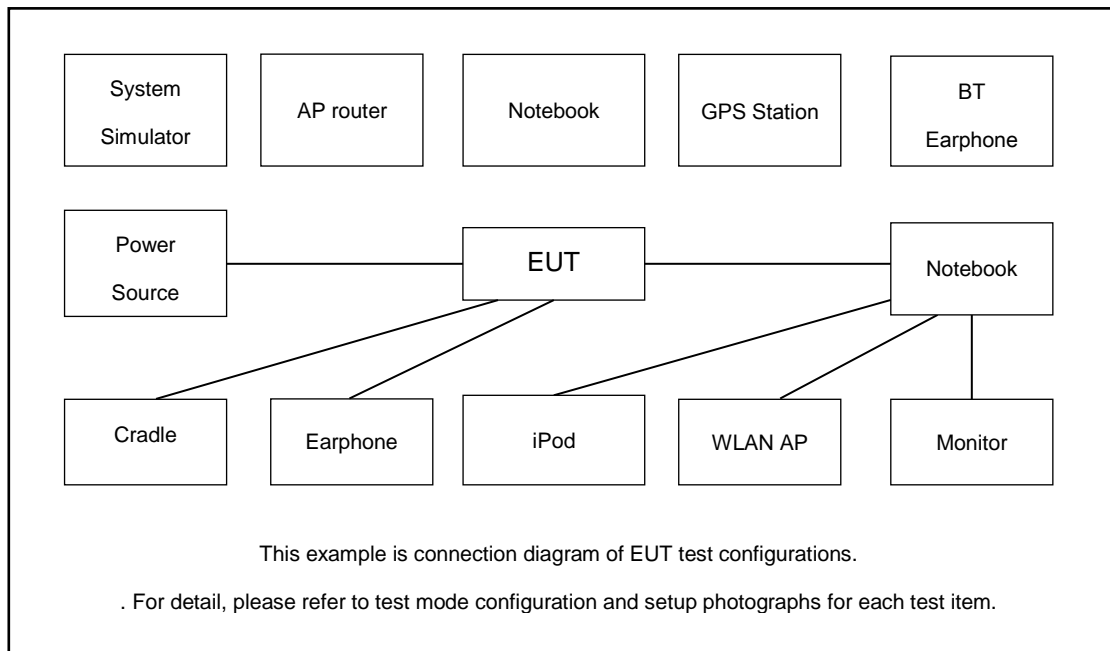 System
Simulator
AP router
Notebook
GPS Station
BT
Earphone
Power
Source
EUT
Notebook
Cradle
Earphone
iPod
WLAN AP
Monitor
This example is connection diagram of EUT test configurations.
. For detail, please refer to test mode configuration and setup photographs for each test item.